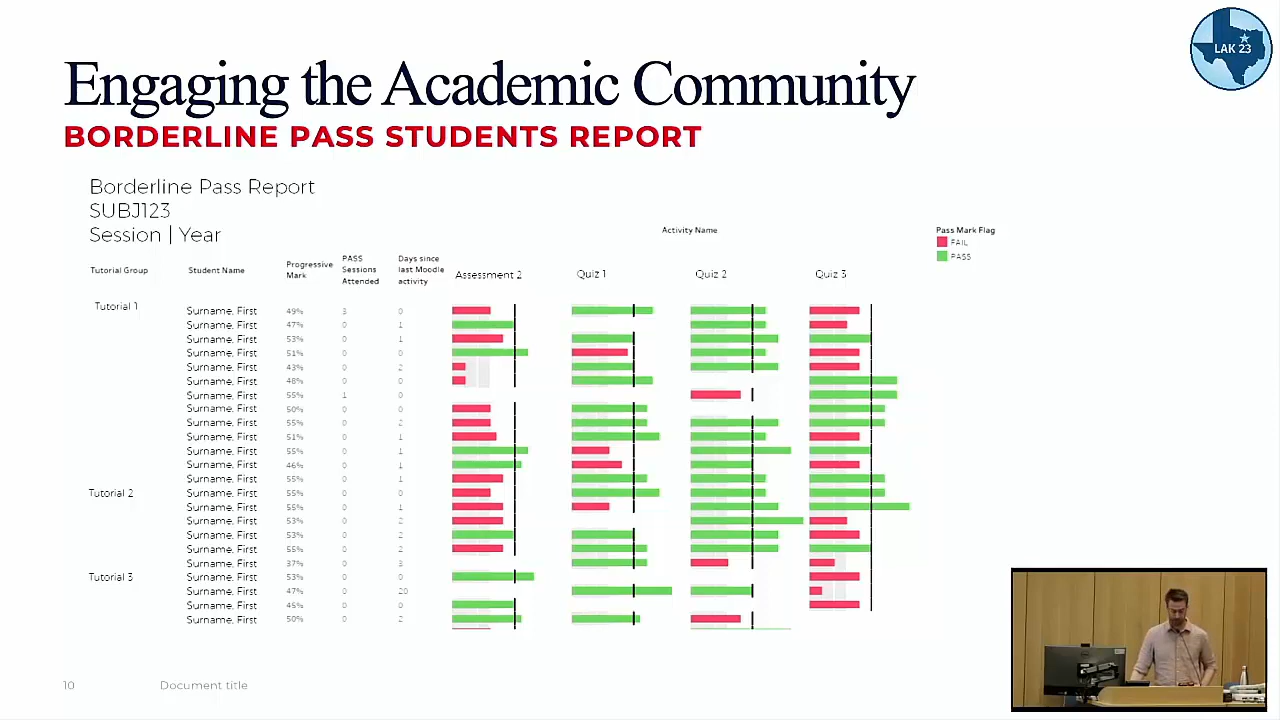 LAK 23
Engaging the Academic Community
BORDERLINE PASS STUDENTS REPORT
Borderline Pass Report
SUBJ123
Session | Year
Activity Name
Pass Mark Flag
FAIL
PASS
Tutorial Group
Student Name
Progressive Mark
PASS Sessions Attended
Days since last Moodle activity
Assessment 2
Quiz 1
Quiz 2
Quiz 3
Tutorial 1
Surname, First 49% 3 0
Surname, First 47% 0 1
Surname, First 53% 0 1
Surname, First 51% 0 0
Surname, First 43% 0 2
Surname, First 48% 0 0
Surname, First 55% 1 0
Surname, First 50% 0 0
Surname, First 55% 0 2
Surname, First 51% 0 1
Surname, First 55% 0 1
Surname, First 46% 0 1
Surname, First 55% 0 1
Tutorial 2 Surname, First 55% 0 0
Surname, First 55% 0 1
Surname, First 53% 0 2
Surname, First 53% 0 2
Surname, First 55% 0 2
Surname, First 37% 0 3
Tutorial 3 Surname, First 53% 0 0
Surname, First 47% 0 20
Surname, First 45% 0 0
Surname, First 50% 0 2
10 Document title